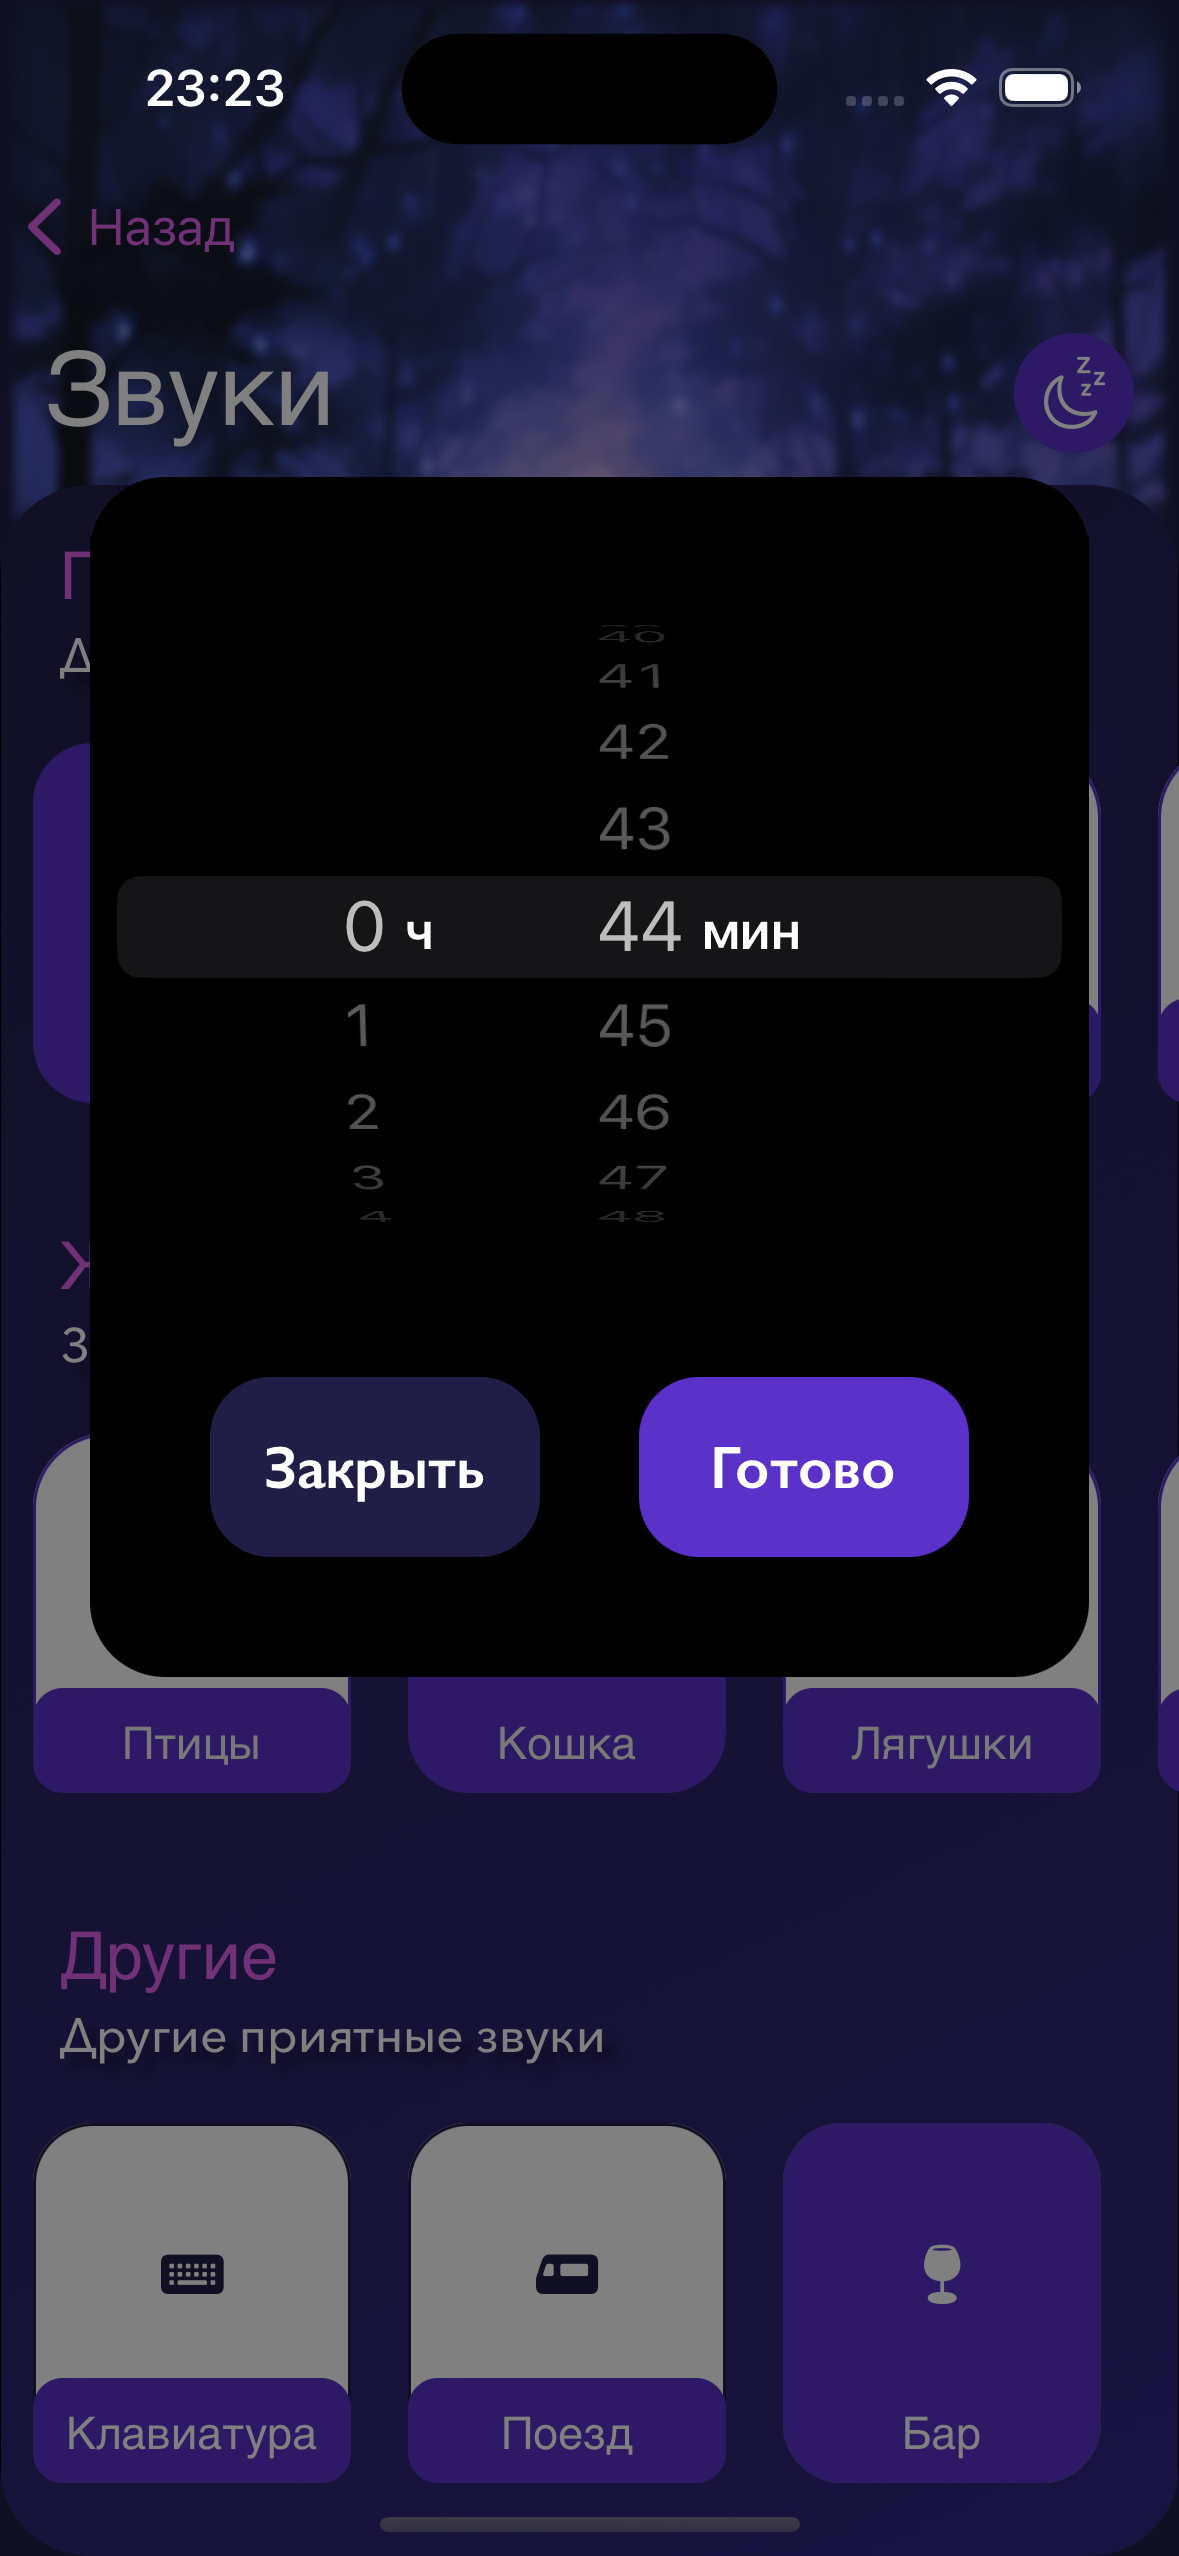 23:23
Назад
Звуки
z z z
П
Д
40
41
42
43
0 ч 44 мин
1 45
2 46
3 47
4 48
Ж
З
Закрыть Готово
Птицы Кошка Лягушки
Другие
Другие приятные звуки
Клавиатура Поезд Бар